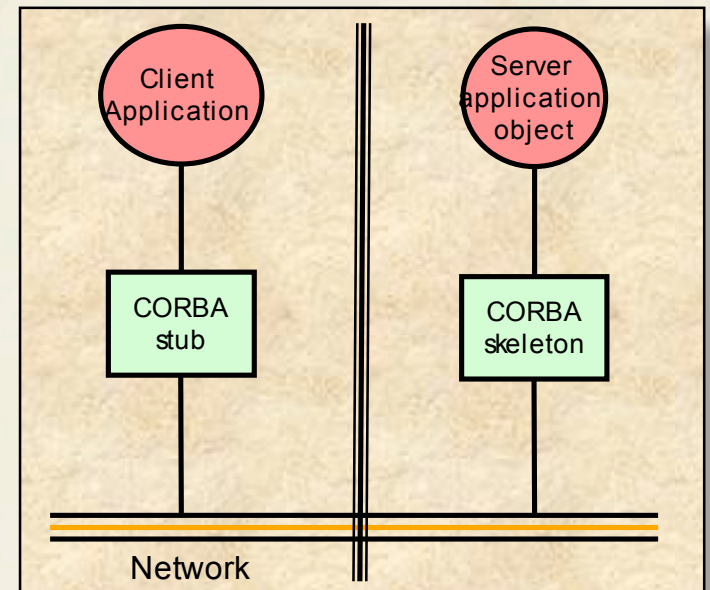 Client
Application
Server
application
object
CORBA
stub
CORBA
skeleton
Network